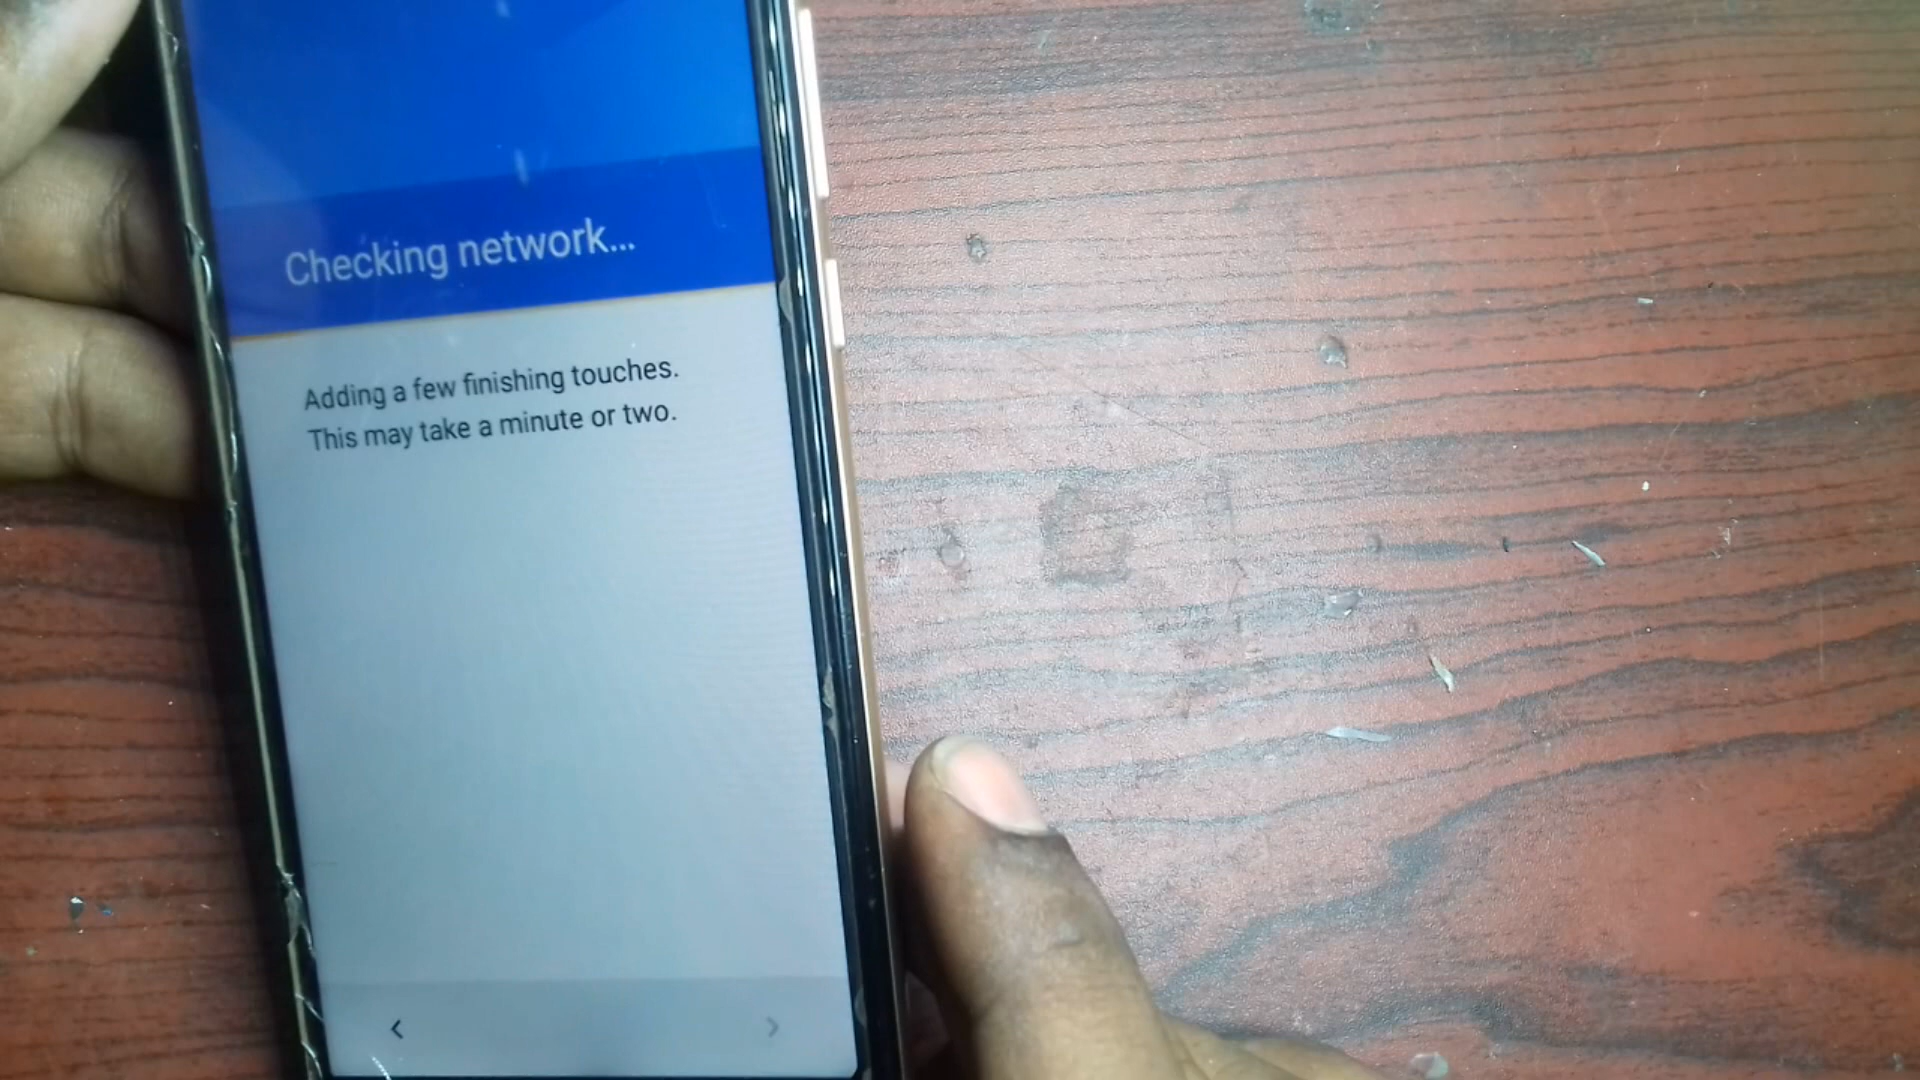 Checking network...
Adding a few finishing touches.
This may take a minute or two.